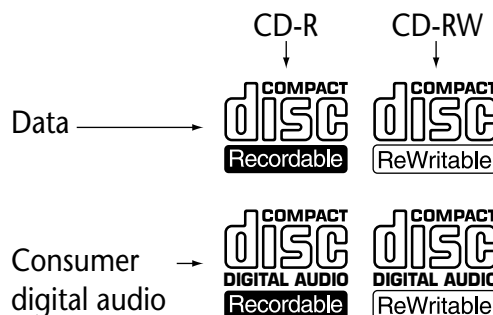 CD-R CD-RW
COMPACT COMPACT
Data disc disc
Recordable ReWritable
COMPACT COMPACT
disc disc
Consumer DIGITAL AUDIO DIGITAL AUDIO
digital audio Recordable ReWritable